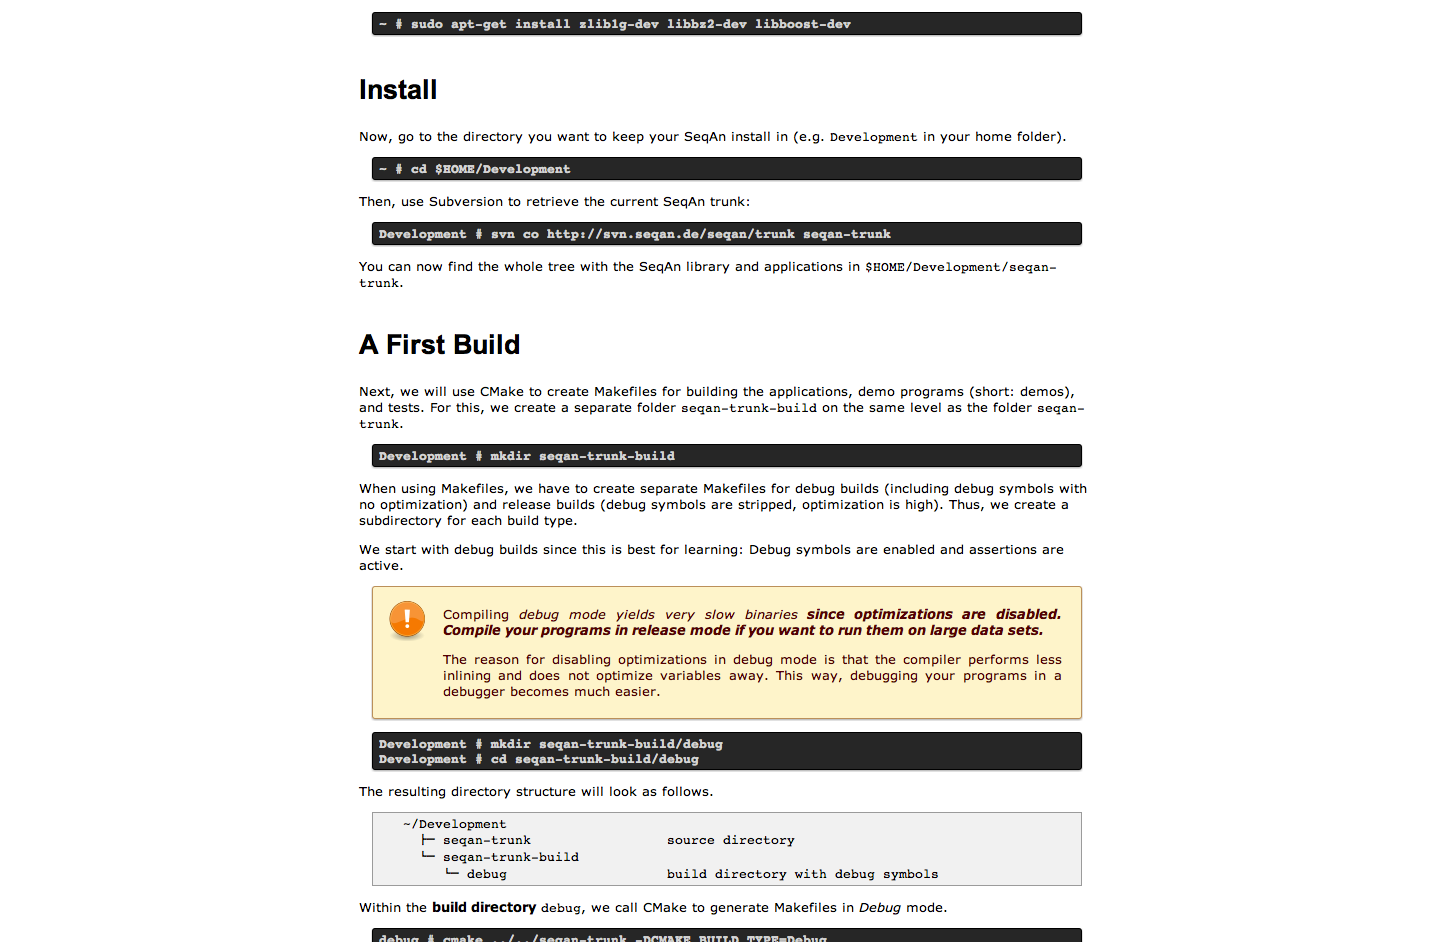 ~ # sudo apt-get install zlib1g-dev libbz2-dev libboost-dev
Install
Now, go to the directory you want to keep your SeqAn install in (e.g. Development in your home folder).
~ # cd $HOME/Development
Then, use Subversion to retrieve the current SeqAn trunk:
Development # svn co http://svn.seqan.de/seqan/trunk seqan-trunk
You can now find the whole tree with the SeqAn library and applications in $HOME/Development/seqan-
trunk.
A First Build
Next, we will use CMake to create Makefiles for building the applications, demo programs (short: demos),
and tests. For this, we create a separate folder seqan-trunk-build on the same level as the folder seqan-
trunk.
Development # mkdir seqan-trunk-build
When using Makefiles, we have to create separate Makefiles for debug builds (including debug symbols with
no optimization) and release builds (debug symbols are stripped, optimization is high). Thus, we create a
subdirectory for each build type.
We start with debug builds since this is best for learning: Debug symbols are enabled and assertions are
active.
Compiling debug mode yields very slow binaries since optimizations are disabled.
Compile your programs in release mode if you want to run them on large data sets.
The reason for disabling optimizations in debug mode is that the compiler performs less
inlining and does not optimize variables away. This way, debugging your programs in a
debugger becomes much easier.
Development # mkdir seqan-trunk-build/debug
Development # cd seqan-trunk-build/debug
The resulting directory structure will look as follows.
~/Development
├─ seqan-trunk source directory
└─ seqan-trunk-build
└─ debug build directory with debug symbols
Within the build directory debug, we call CMake to generate Makefiles in Debug mode.
debug # cmake ../../seqan-trunk -DCMAKE_BUILD_TYPE=Debug